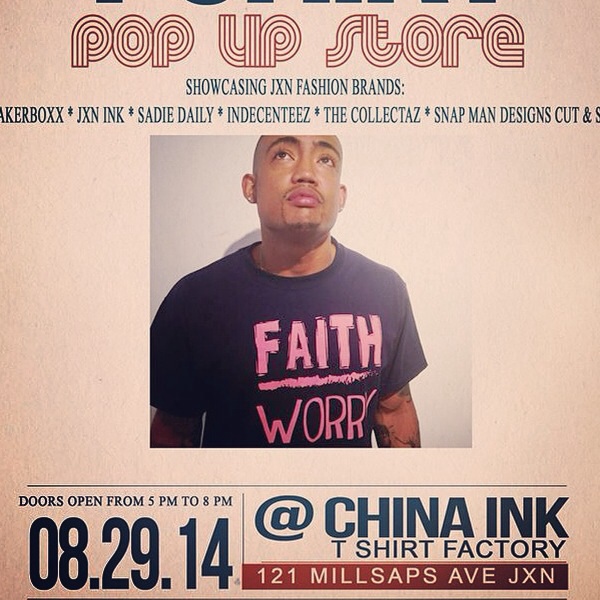 POP UP STORE
SHOWCASING JXN FASHION BRANDS:
AKERBOXX * JXN INK * SADIE DAILY * INDECENTEEZ * THE COLLECTAZ * SNAP MAN DESIGNS CUT & S
FAITH
WORRY
DOORS OPEN FROM 5 PM TO 8 PM
08.29.14
@ CHINA INK
T SHIRT FACTORY
121 MILLSAPS AVE JXN